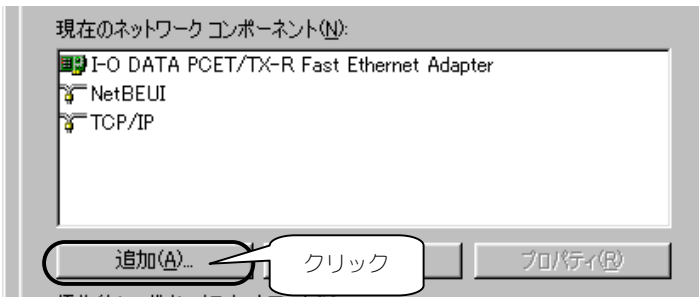 現在のネットワーク コンポーネント(N):
I-O DATA PCET/TX-R Fast Ethernet Adapter
NetBEUI
TCP/IP
追加(A)...
クリック
プロパティ(R)